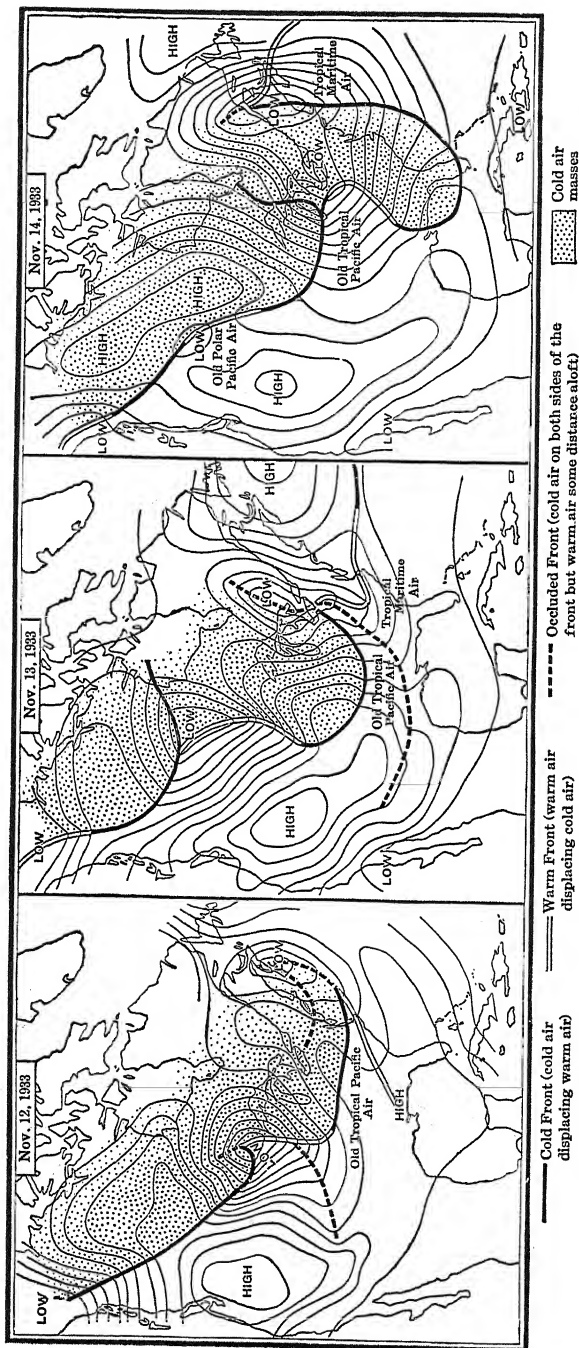 Nov. 12, 1933
LOW
HIGH
LOW
Old Tropical Pacific
Air
HIGH
Nov. 13, 1933
LOW
LOW
HIGH
LOW
HIGH
LOW
Old Tropical
Pacific Air
Tropical
Maritime
Air
Nov. 14, 1933
LOW
HIGH
HIGH
LOW
Old Polar
Pacific Air
HIGH
LOW
Old Tropical
Pacific Air
LOW
LOW
HIGH
Tropical
Maritime
Air
LOW
Cold Front (cold air
displacing warm air)
Warm Front (warm air
displacing cold air)
Occluded Front (cold air on both sides of the
front but warm air some distance aloft)
Cold air
masses